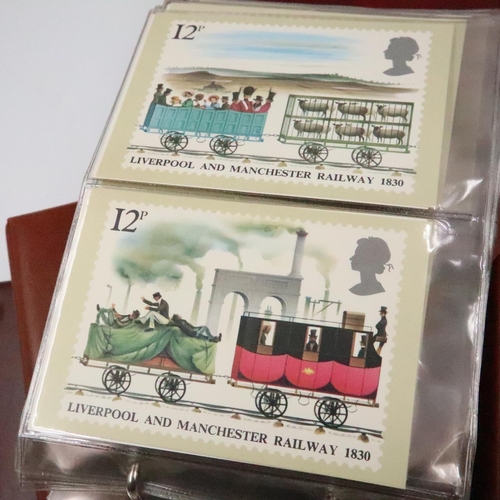 12P
LIVERPOOL AND MANCHESTER RAILWAY 1830
12P
LIVERPOOL AND MANCHESTER RAILWAY 1830